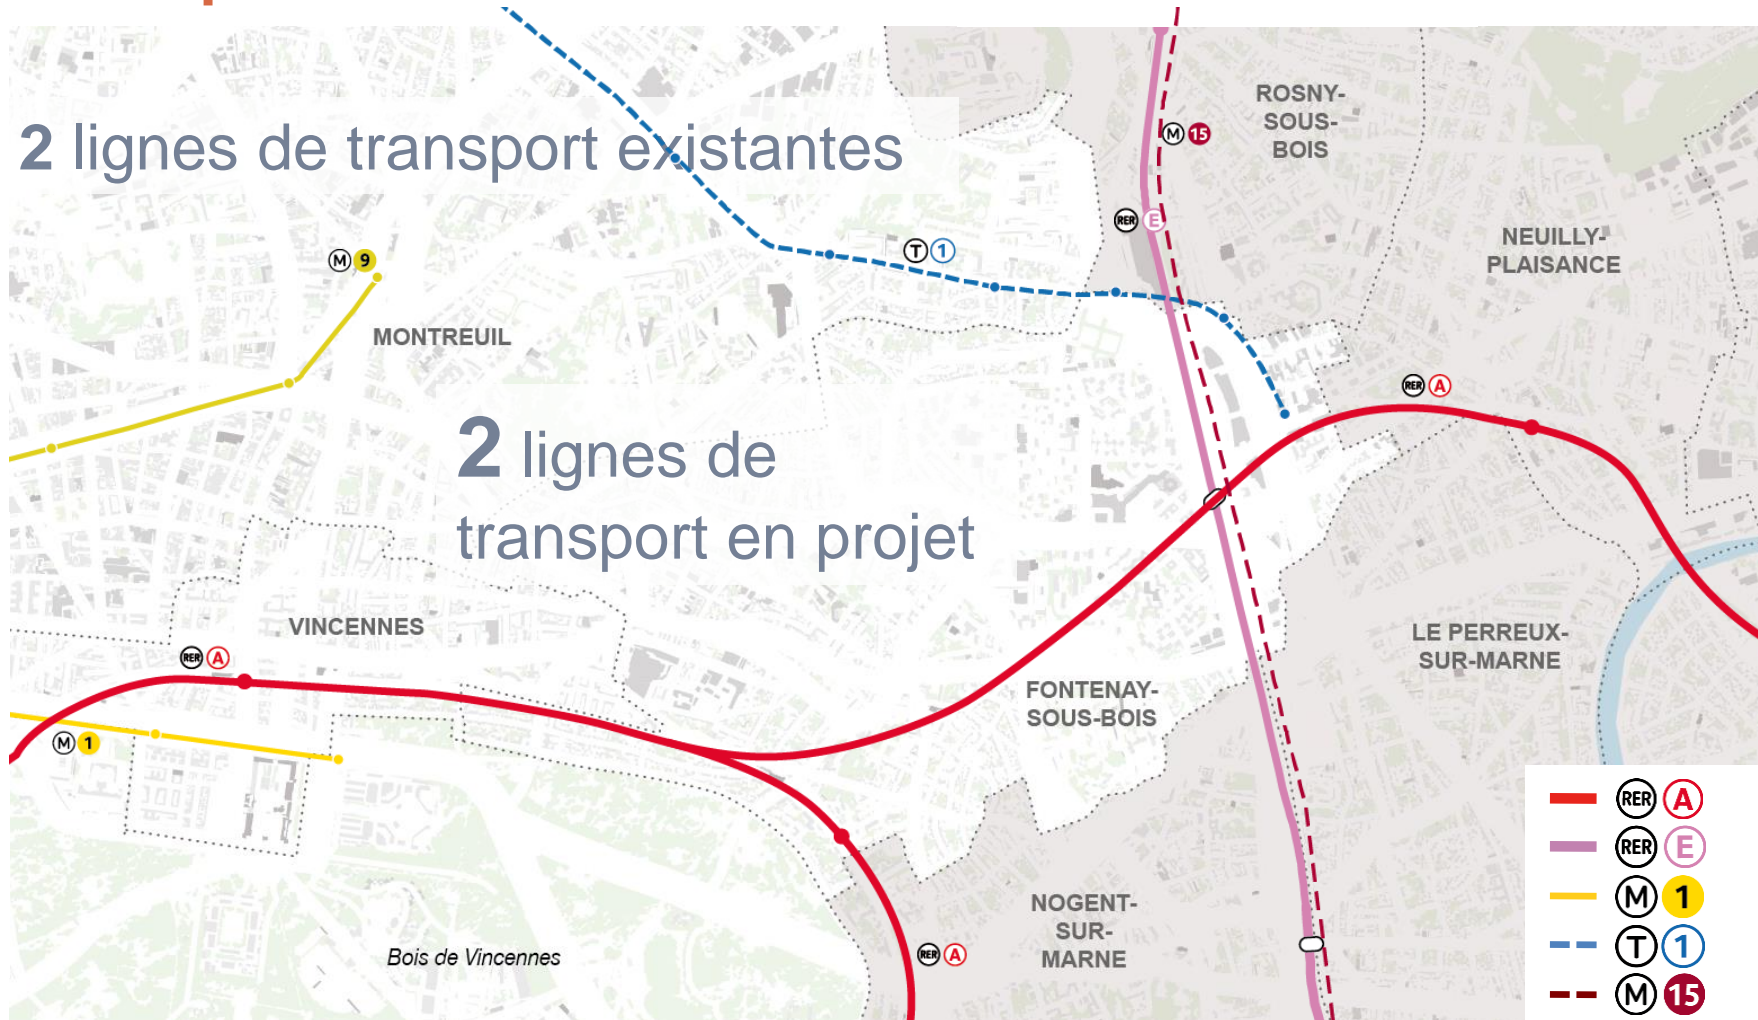 2 lignes de transport existantes
ROSNY-
SOUS-
BOIS
M 15
RER E
NEUILLY-
PLAISANCE
T 1
M 9
MONTREUIL
RER A
2 lignes de
transport en projet
VINCENNES
RER A
LE PERREUX-
SUR-MARNE
FONTENAY-
SOUS-BOIS
M 1
NOGENT-
SUR-
MARNE
RER A
Bois de Vincennes
RER A
RER E
M 1
T 1
M 15